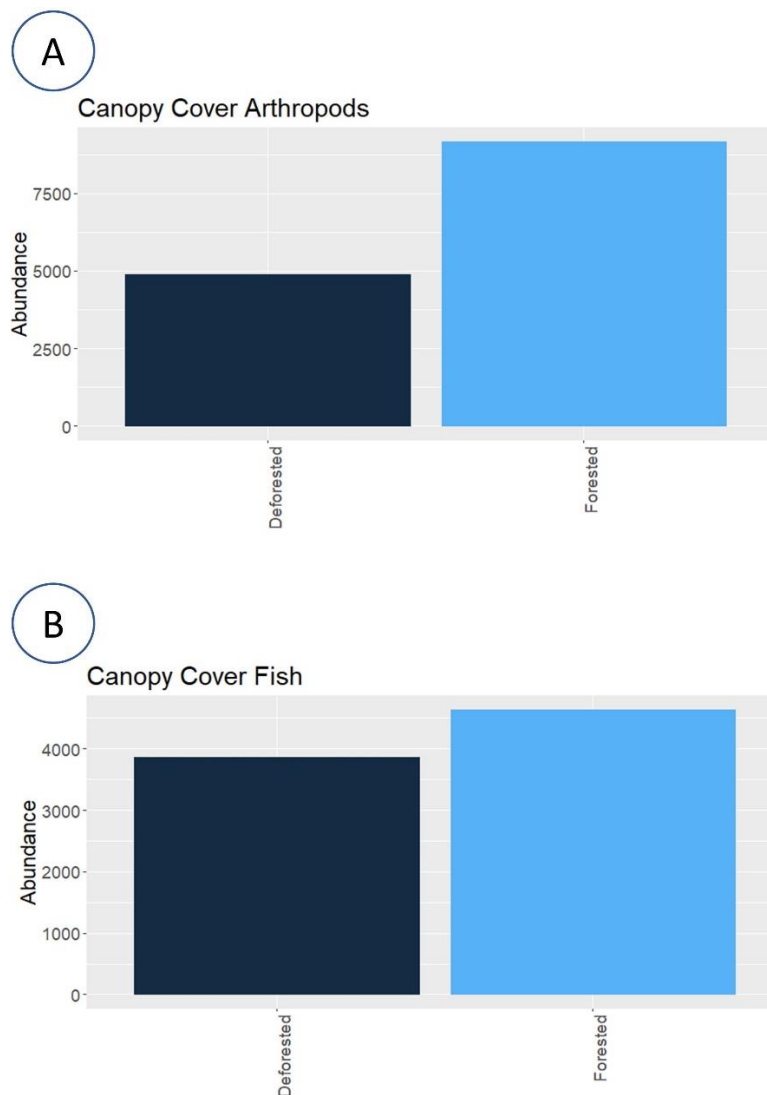 A
Canopy Cover Arthropods
7500
5000
2500
0
Abundance
Deforested
Forested
B
Canopy Cover Fish
4000
3000
2000
1000
0
Abundance
Deforested
Forested